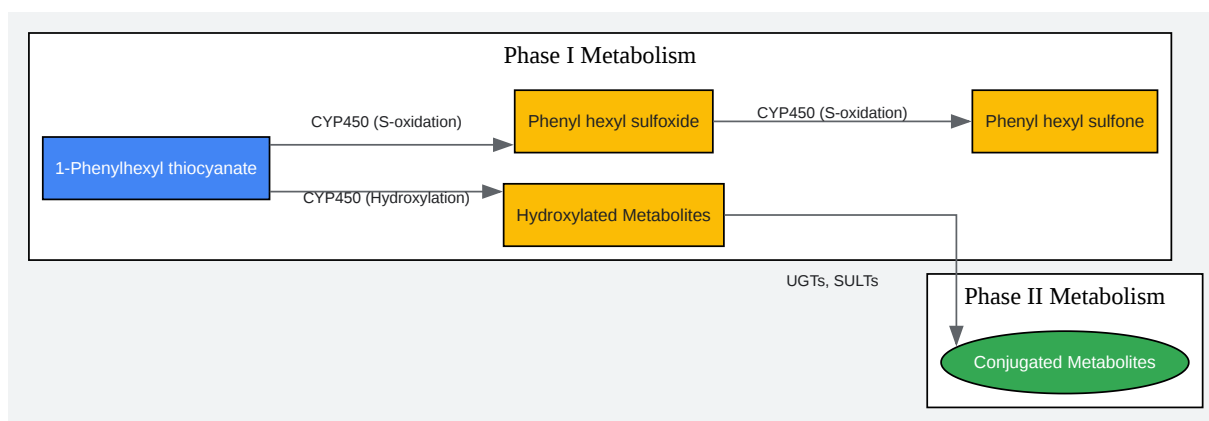 Phase I Metabolism
CYP450 (S-oxidation)
Phenyl hexyl sulfoxide
CYP450 (S-oxidation)
Phenyl hexyl sulfone
1-Phenylhexyl thiocyanate
CYP450 (Hydroxylation)
Hydroxylated Metabolites
UGTs, SULTs
Phase II Metabolism
Conjugated Metabolites